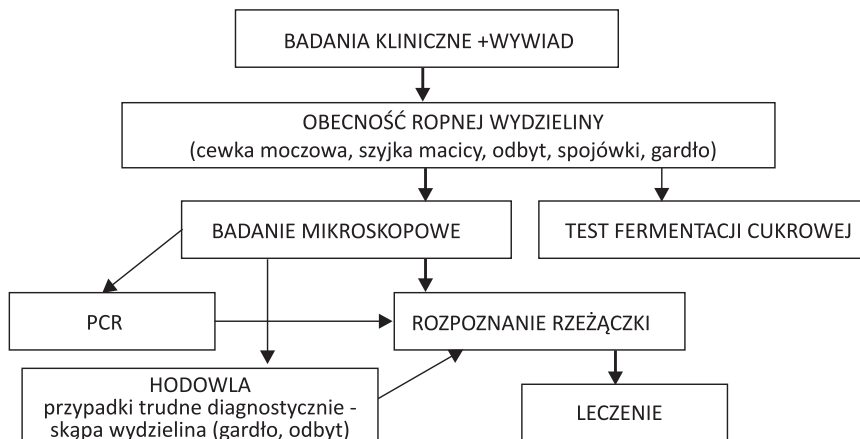 BADANIA KLINICZNE +WYWIAD
OBECNOŚĆ ROPNEJ WYDZIELINY
(cewka moczowa, szyjka macicy, odbyt, spojówki, gardło)
BADANIE MIKROSKOPOWE
TEST FERMENTACJI CUKROWEJ
PCR
ROZPOZNANIE RZEŻĄCZKI
HODOWLA
przypadki trudne diagnostycznie -
skąpa wydzielina (gardło, odbyt)
LECZENIE